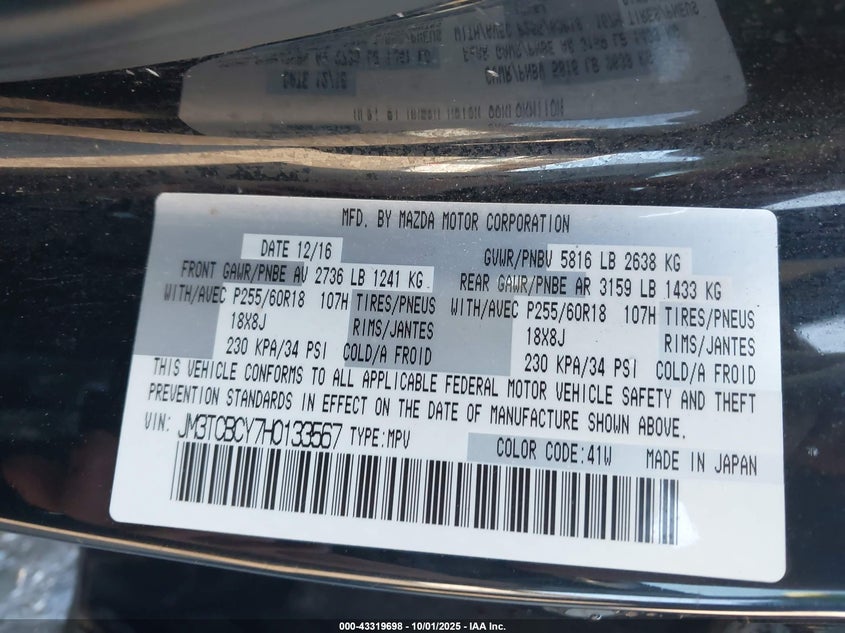 MFD. BY MAZDA MOTOR CORPORATION
DATE 12/16 GVWR/PNBV 5816 LB 2638 KG
FRONT GAWR/PNBE AV 2736 LB 1241 KG REAR GAWR/PNBE AR 3159 LB 1433 KG
WITH/AVEC P255/60R18 107H TIRES/PNEUS WITH/AVEC P255/60R18 107H TIRES/PNEUS
18X8J RIMS/JANTES 18X8J RIMS/JANTES
230 KPA/34 PSI COLD/A FROID 230 KPA/34 PSI COLD/A FROID
THIS VEHICLE CONFORMS TO ALL APPLICABLE FEDERAL MOTOR VEHICLE SAFETY AND THEFT
PREVENTION STANDARDS IN EFFECT ON THE DATE OF MANUFACTURE SHOWN ABOVE.
VIN: JM3TCBCY7H0133567 TYPE:MPV
COLOR CODE:41W MADE IN JAPAN
000-43319698 - 10/01/2025 - IAA Inc.